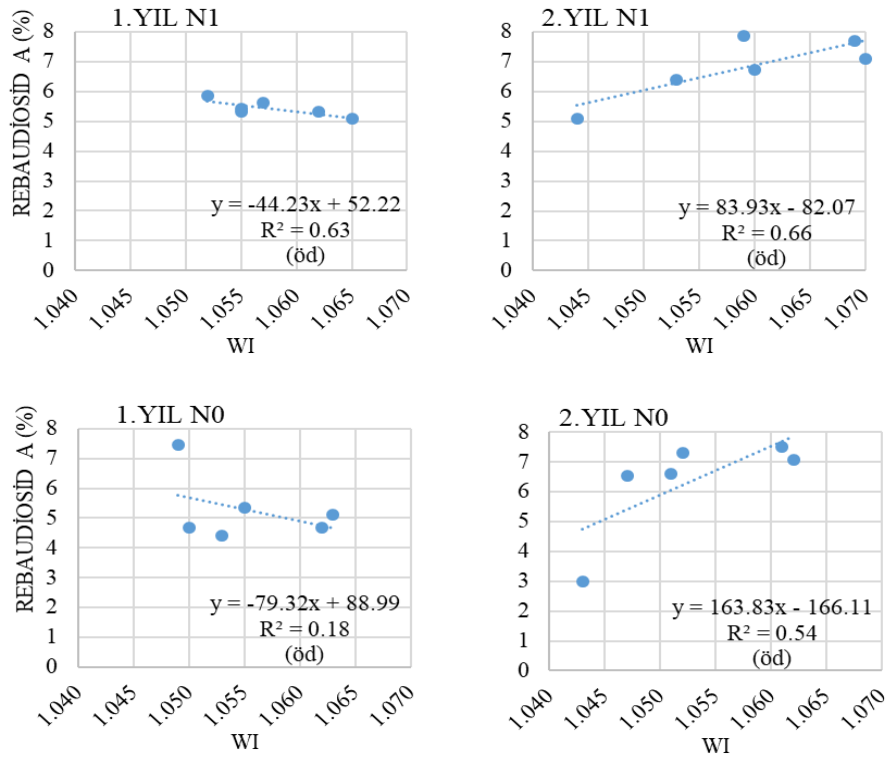 1.YIL N1
REBAUDİOSİD A (%)
8
7
6
5
4
3
2
1
0
y = -44.23x + 52.22
R² = 0.63
(öd)
1.040
1.045
1.050
1.055
1.060
1.065
1.070
WI
2.YIL N1
8
7
6
5
4
3
2
1
0
y = 83.93x - 82.07
R² = 0.66
(öd)
1.040
1.045
1.050
1.055
1.060
1.065
1.070
WI
1.YIL N0
REBAUDİOSİD A (%)
8
7
6
5
4
3
2
1
0
y = -79.32x + 88.99
R² = 0.18
(öd)
1.040
1.045
1.050
1.055
1.060
1.065
1.070
WI
2.YIL N0
8
7
6
5
4
3
2
1
0
y = 163.83x - 166.11
R² = 0.54
(öd)
1.040
1.045
1.050
1.055
1.060
1.065
1.070
WI